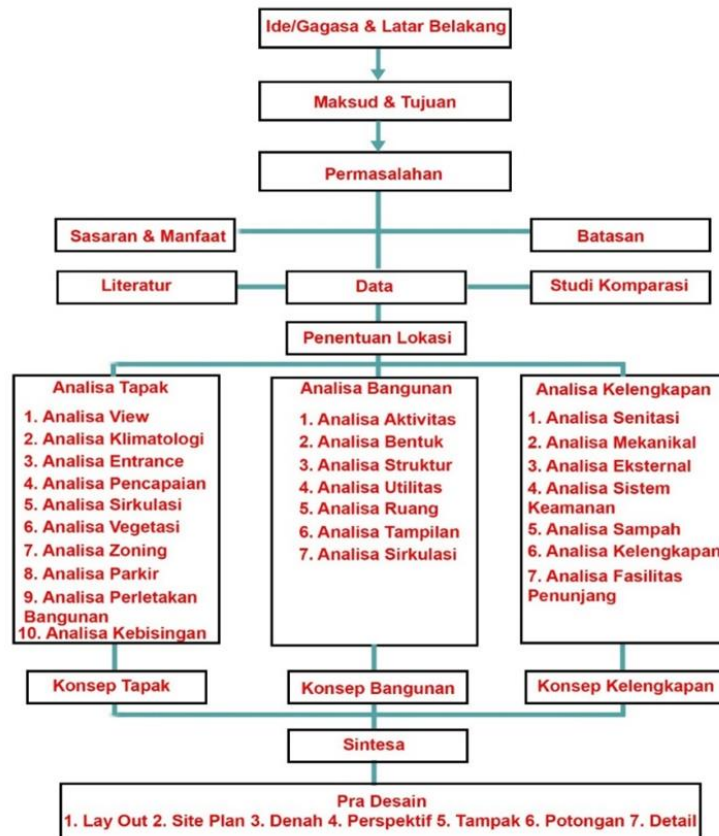 Ide/Gagasa & Latar Belakang
Maksud & Tujuan
Permasalahan
Sasaran & Manfaat
Batasan
Literatur
Data
Studi Komparasi
Penentuan Lokasi
Analisa Tapak
1. Analisa View
2. Analisa Klimatologi
3. Analisa Entrance
4. Analisa Pencapaian
5. Analisa Sirkulasi
6. Analisa Vegetasi
7. Analisa Zoning
8. Analisa Parkir
9. Analisa Perletakan
Bangunan
10. Analisa Kebisingan
Analisa Bangunan
1. Analisa Aktivitas
2. Analisa Bentuk
3. Analisa Struktur
4. Analisa Utilitas
5. Analisa Ruang
6. Analisa Tampilan
7. Analisa Sirkulasi
Analisa Kelengkapan
1. Analisa Senitasi
2. Analisa Mekanikal
3. Analisa Eksternal
4. Analisa Sistem
Keamanan
5. Analisa Sampah
6. Analisa Kelengkapan
7. Analisa Fasilitas
Penunjang
Konsep Tapak
Konsep Bangunan
Konsep Kelengkapan
Sintesa
Pra Desain
1. Lay Out 2. Site Plan 3. Denah 4. Perspektif 5. Tampak 6. Potongan 7. Detail